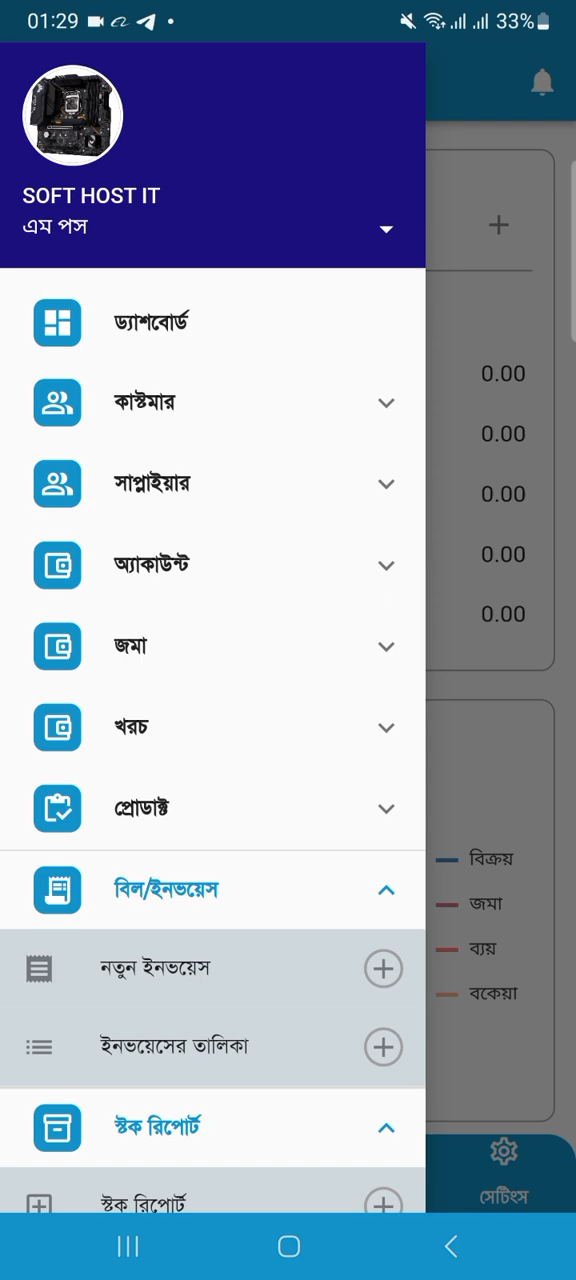 01:29
33%
SOFT HOST IT
এম পস
ড্যাশবোর্ড
কাস্টমার
সাপ্লাইয়ার
অ্যাকাউন্ট
জমা
খরচ
প্রোডাক্ট
বিল/ইনভয়েস
নতুন ইনভয়েস
ইনভয়েসের তালিকা
স্টক রিপোর্ট
স্টক রিপোর্ট
0.00
0.00
0.00
0.00
0.00
বিক্রয়
জমা
ব্যয়
বকেয়া
সেটিংস